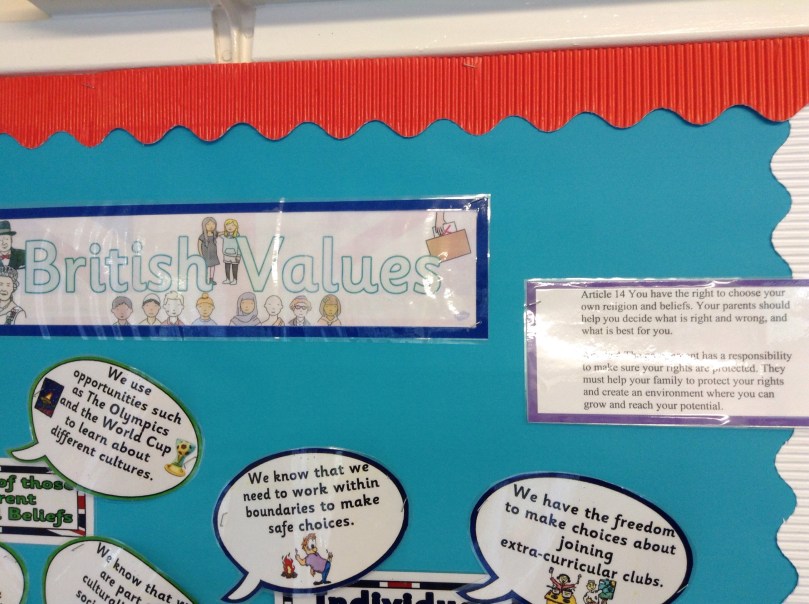 British Values
Article 14 You have the right to choose your
own religion and beliefs. Your parents should
help you decide what is right and wrong, and
what is best for you.
has a responsibility
to make sure your rights are protected. They
must help your family to protect your rights
and create an environment where you can
grow and reach your potential.
We use
opportunities such
as The Olympics
and the World Cup
to learn about
different cultures.
of those
Beliefs
We know that we
need to work within
boundaries to make
safe choices.
We have the freedom
to make choices about
joining
extra-curricular clubs.
We know that
are part